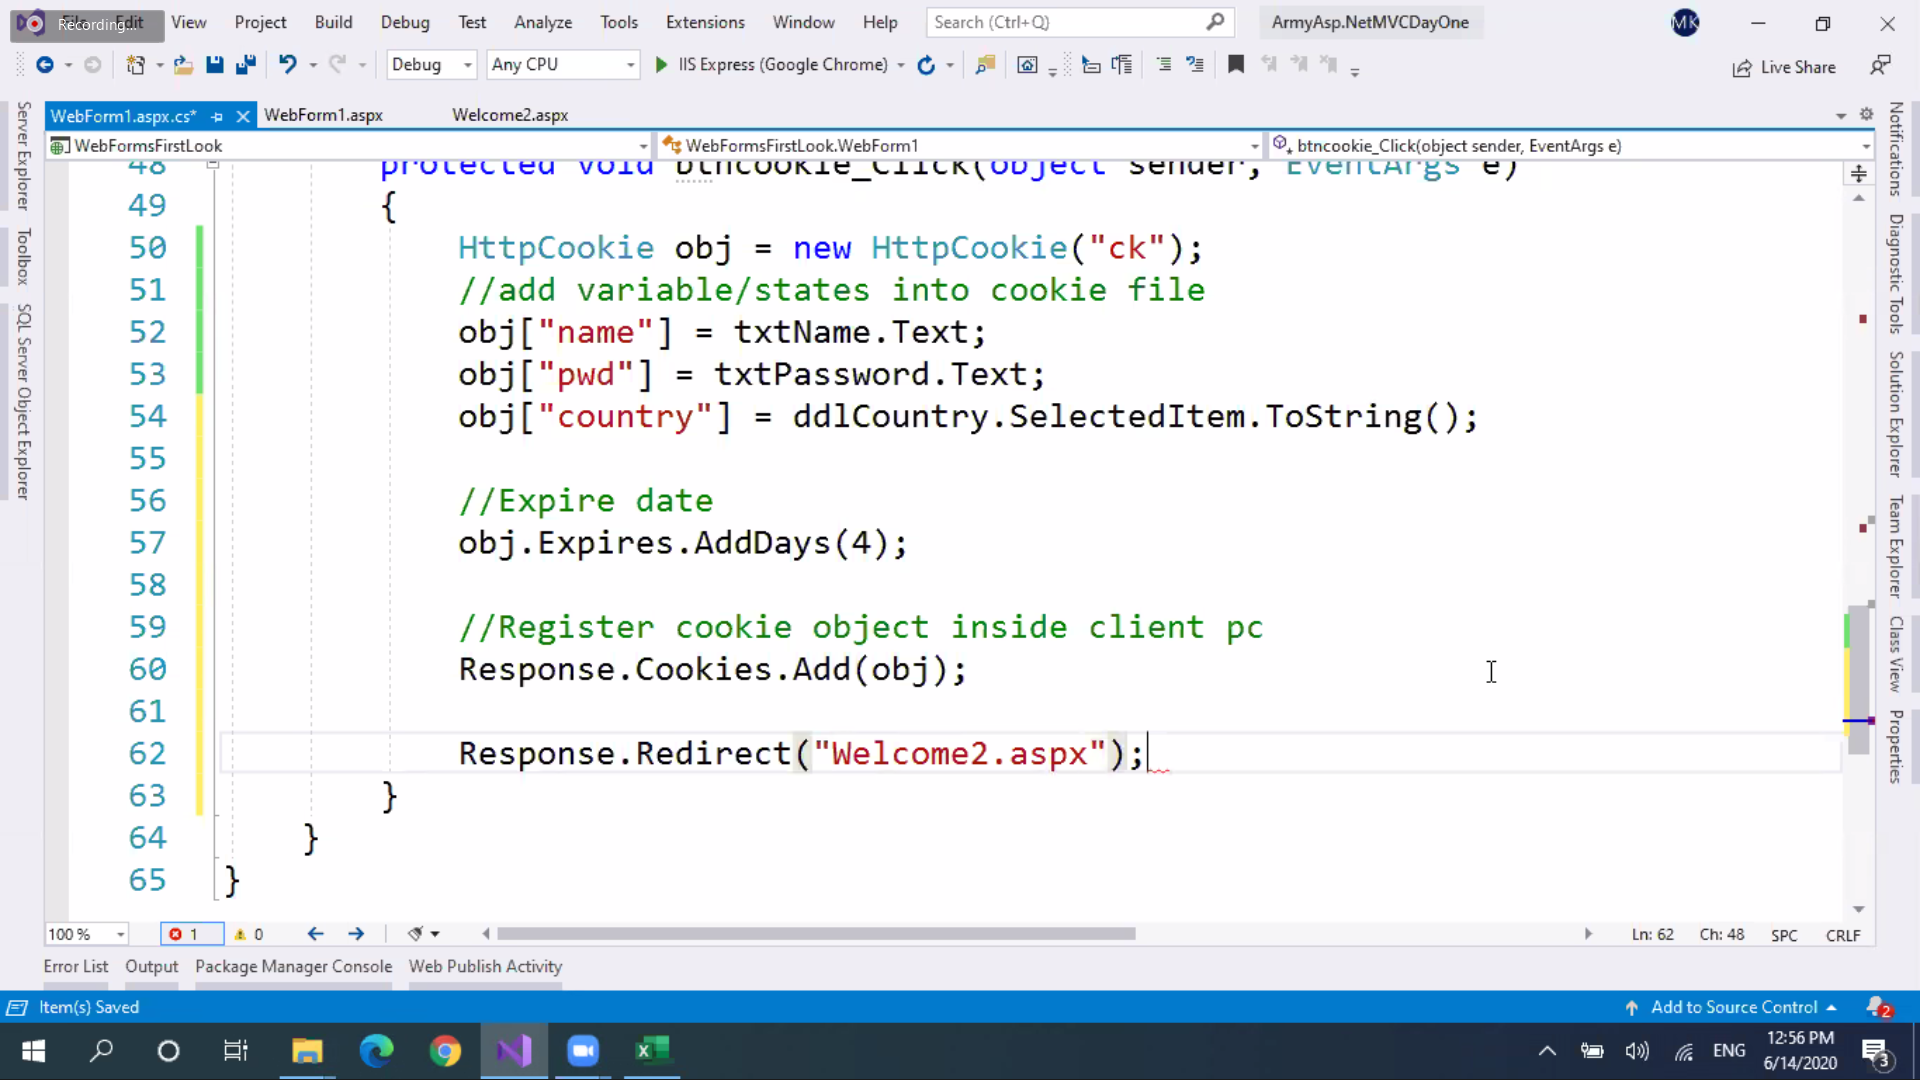 Recording...
File Edit View Project Build Debug Test Analyze Tools Extensions Window Help Search (Ctrl+Q) ArmyAsp.NetMVCDayOne MK
Debug Any CPU IIS Express (Google Chrome) Live Share
WebForm1.aspx.cs* WebForm1.aspx Welcome2.aspx
WebFormsFirstLook WebFormsFirstLook.WebForm1 btncookie_Click(object sender, EventArgs e)
48 protected void btncookie_Click(object sender, EventArgs e)
49 {
50 HttpCookie obj = new HttpCookie("ck");
51 //add variable/states into cookie file
52 obj["name"] = txtName.Text;
53 obj["pwd"] = txtPassword.Text;
54 obj["country"] = ddlCountry.SelectedItem.ToString();
55
56 //Expire date
57 obj.Expires.AddDays(4);
58
59 //Register cookie object inside client pc
60 Response.Cookies.Add(obj);
61
62 Response.Redirect("Welcome2.aspx");
63 }
64 }
65 }
Server Explorer
Toolbox
SQL Server Object Explorer
Notifications
Diagnostic Tools
Solution Explorer
Team Explorer
Class View
Properties
100 % 1 0 Ln: 62 Ch: 48 SPC CRLF
Error List Output Package Manager Console Web Publish Activity
Item(s) Saved Add to Source Control 2
ENG 12:56 PM
6/14/2020 3